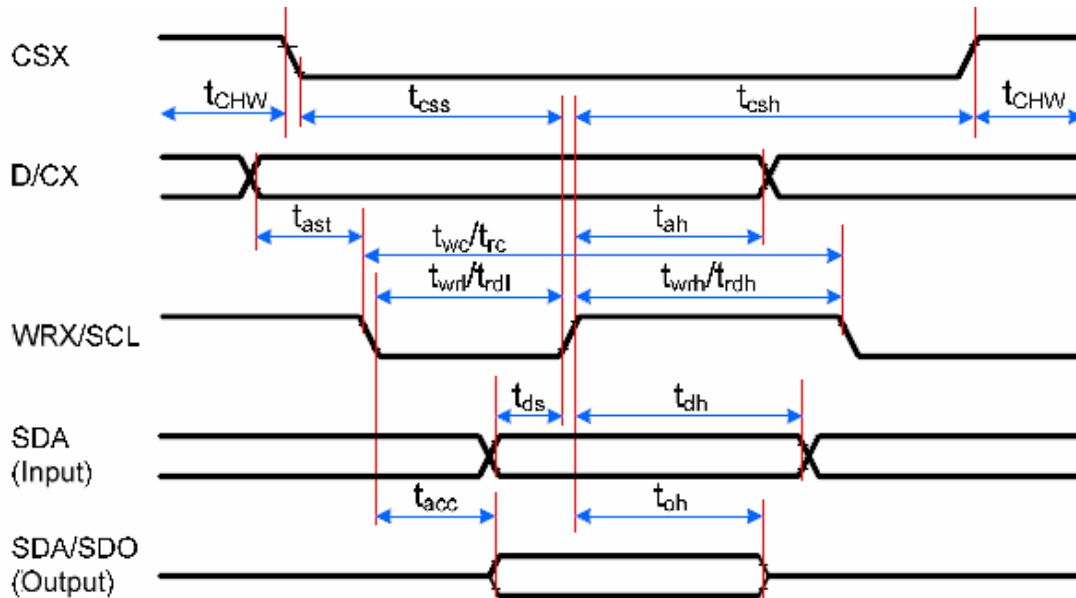 CSX
tCHW
tcss
tcsh
tCHW
D/CX
tast
twc/trc
tah
twrl/trdl
twrh/trdh
WRX/SCL
tds
tdh
SDA
(Input)
tacc
toh
SDA/SDO
(Output)